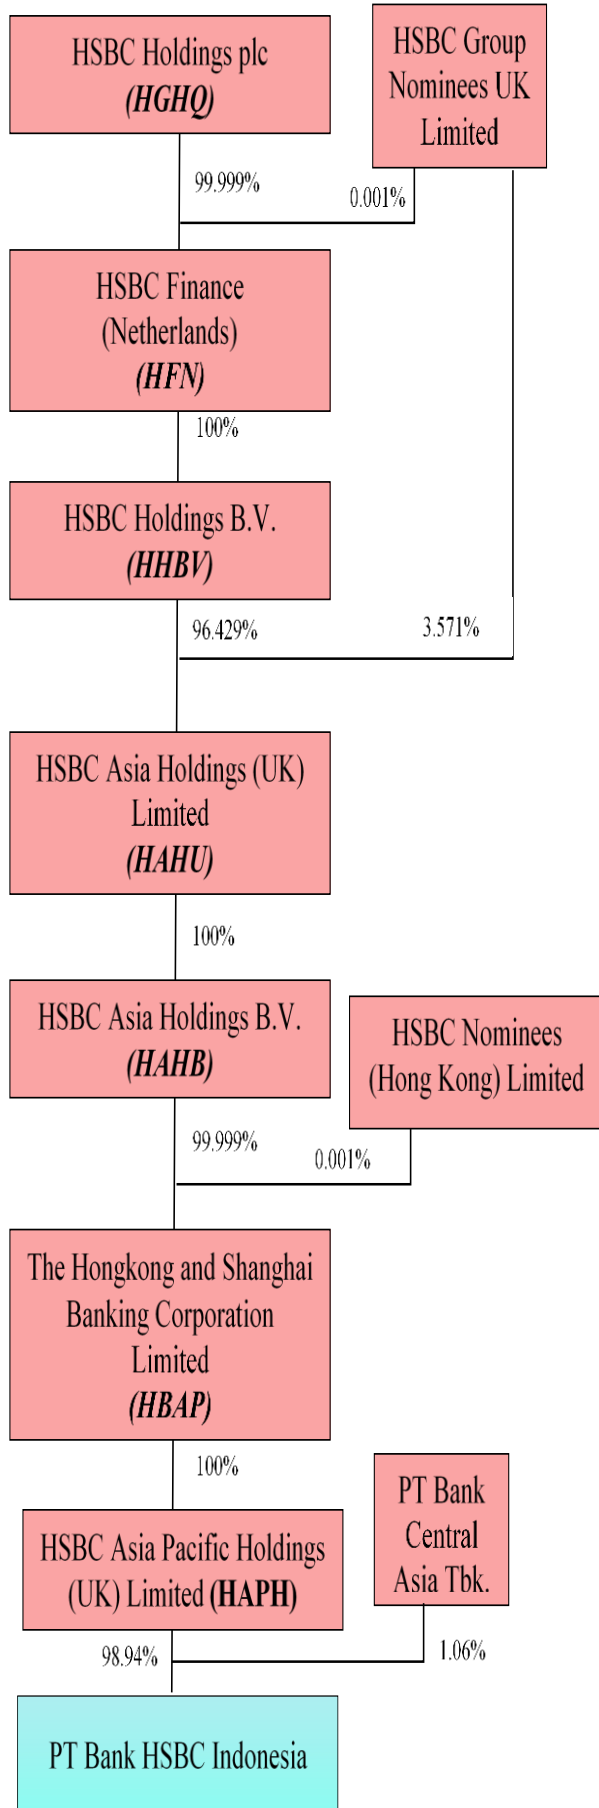 HSBC Holdings plc
(HGHQ)
HSBC Group
Nominees UK
Limited
99.999%
0.001%
HSBC Finance
(Netherlands)
(HFN)
100%
HSBC Holdings B.V.
(HHBV)
96.429%
3.571%
HSBC Asia Holdings (UK)
Limited
(HAHU)
100%
HSBC Asia Holdings B.V.
(HAHB)
HSBC Nominees
(Hong Kong) Limited
99.999%
0.001%
The Hongkong and Shanghai
Banking Corporation
Limited
(HBAP)
100%
PT Bank
Central
Asia Tbk.
HSBC Asia Pacific Holdings
(UK) Limited (HAPH)
98.94%
1.06%
PT Bank HSBC Indonesia